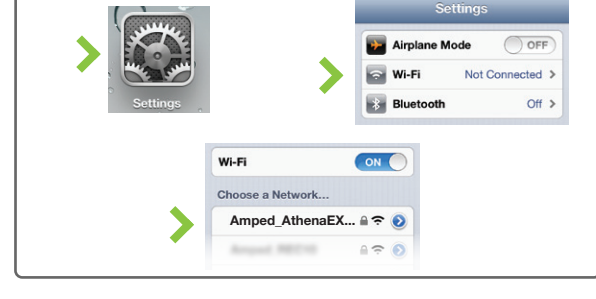 Settings
Settings
Airplane Mode OFF
Wi-Fi Not Connected
Bluetooth Off
Wi-Fi ON
Choose a Network...
Amped_AthenaEX...